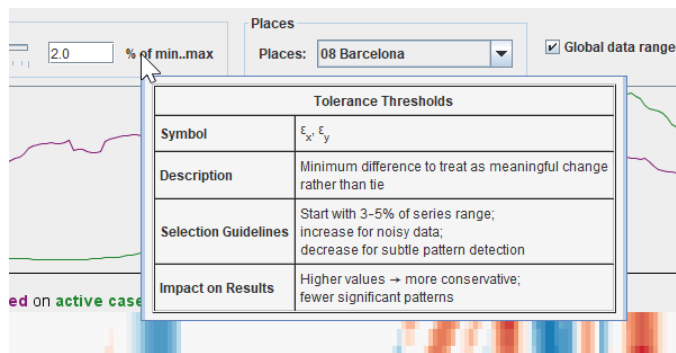 Places
2.0 % of min..max Places: 08 Barcelona Global data range
Tolerance Thresholds
Symbol εx, εy
Description Minimum difference to treat as meaningful change
rather than tie
Selection Guidelines Start with 3–5% of series range;
increase for noisy data;
decrease for subtle pattern detection
Impact on Results Higher values → more conservative;
fewer significant patterns
ed on active case